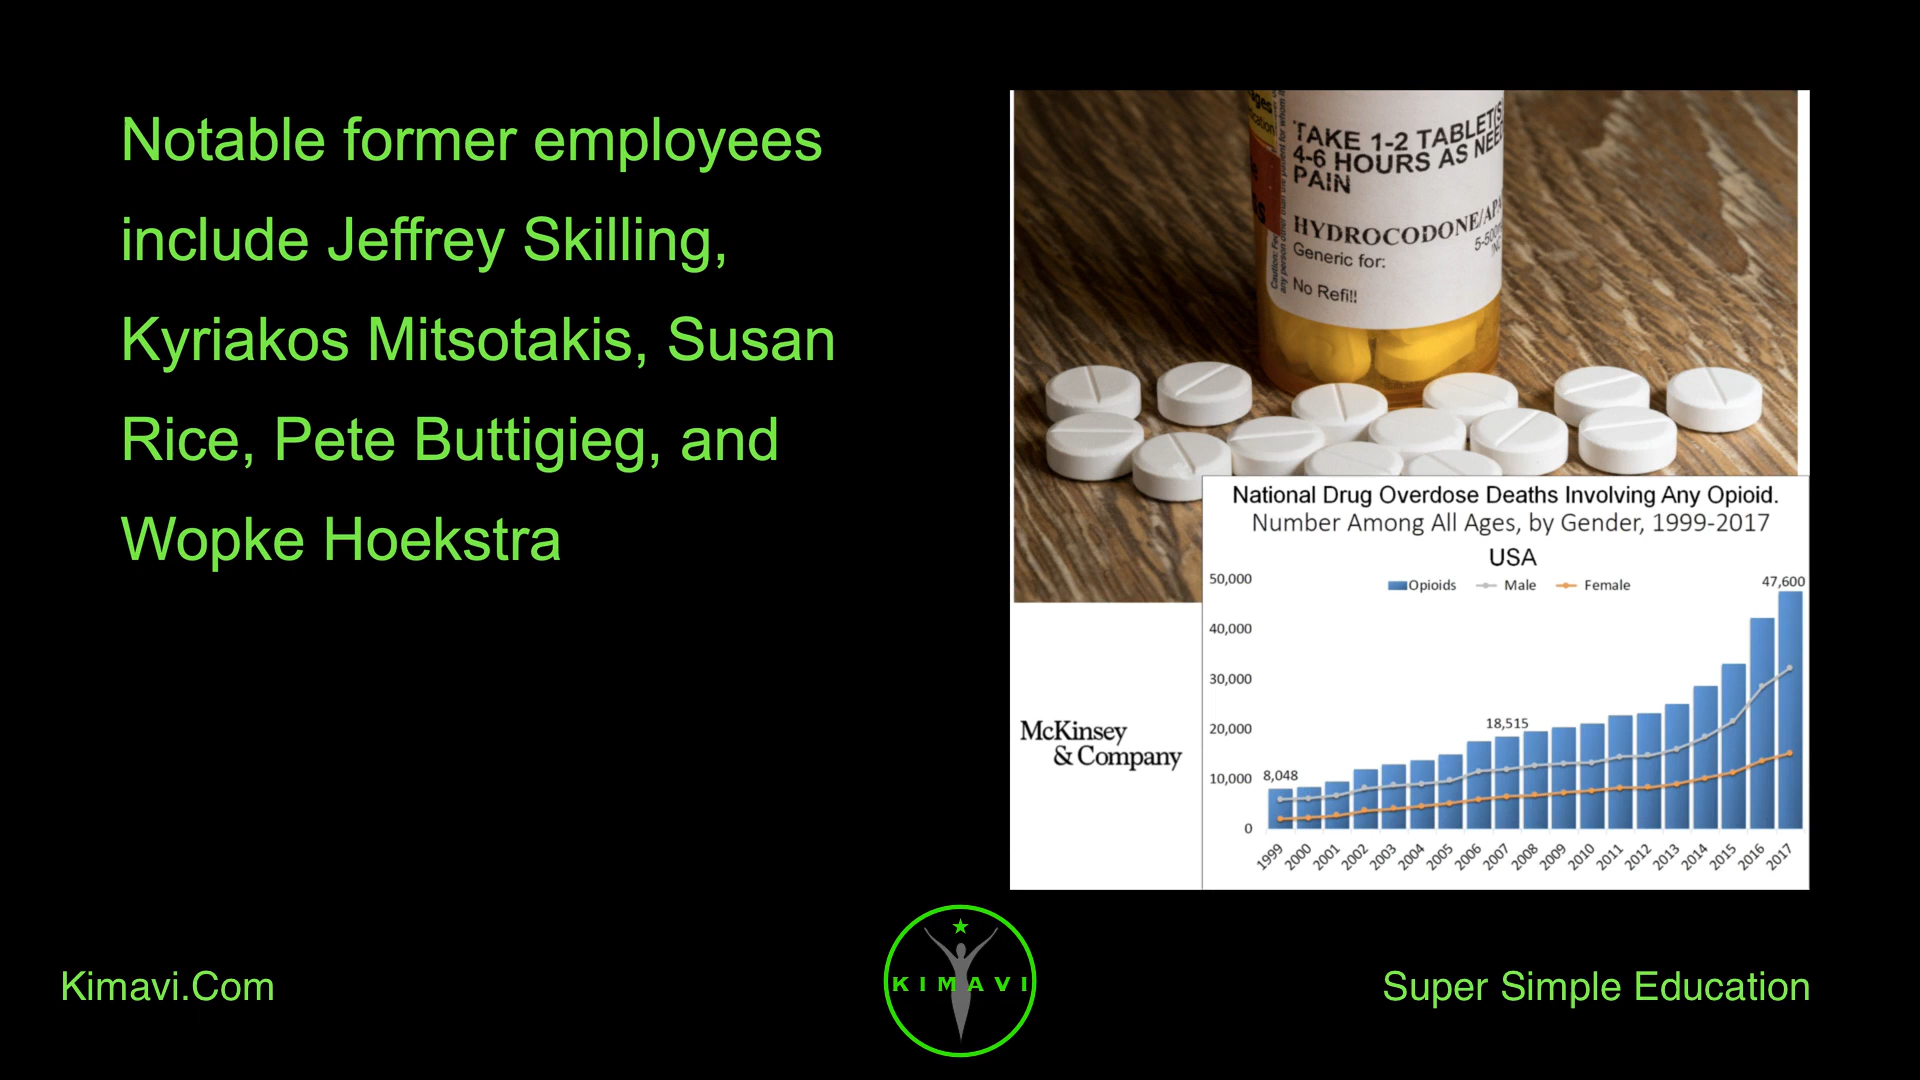 Notable former employees
include Jeffrey Skilling,
Kyriakos Mitsotakis, Susan
Rice, Pete Buttigieg, and
Wopke Hoekstra
TAKE 1-2
4-6 HOURS AS
PAIN
HYDROCODONE/
Generic for:
No Refi!!
National Drug Overdose Deaths Involving Any Opioid.
Number Among All Ages, by Gender, 1999-2017
USA
Opioids Male Female
50,000
40,000
30,000
20,000
10,000
0
8,048
18,515
47,600
1999 2000 2001 2002 2003 2004 2005 2006 2007 2008 2009 2010 2011 2012 2013 2014 2015 2016 2017
McKinsey
& Company
KIMAVI
Kimavi.Com
Super Simple Education